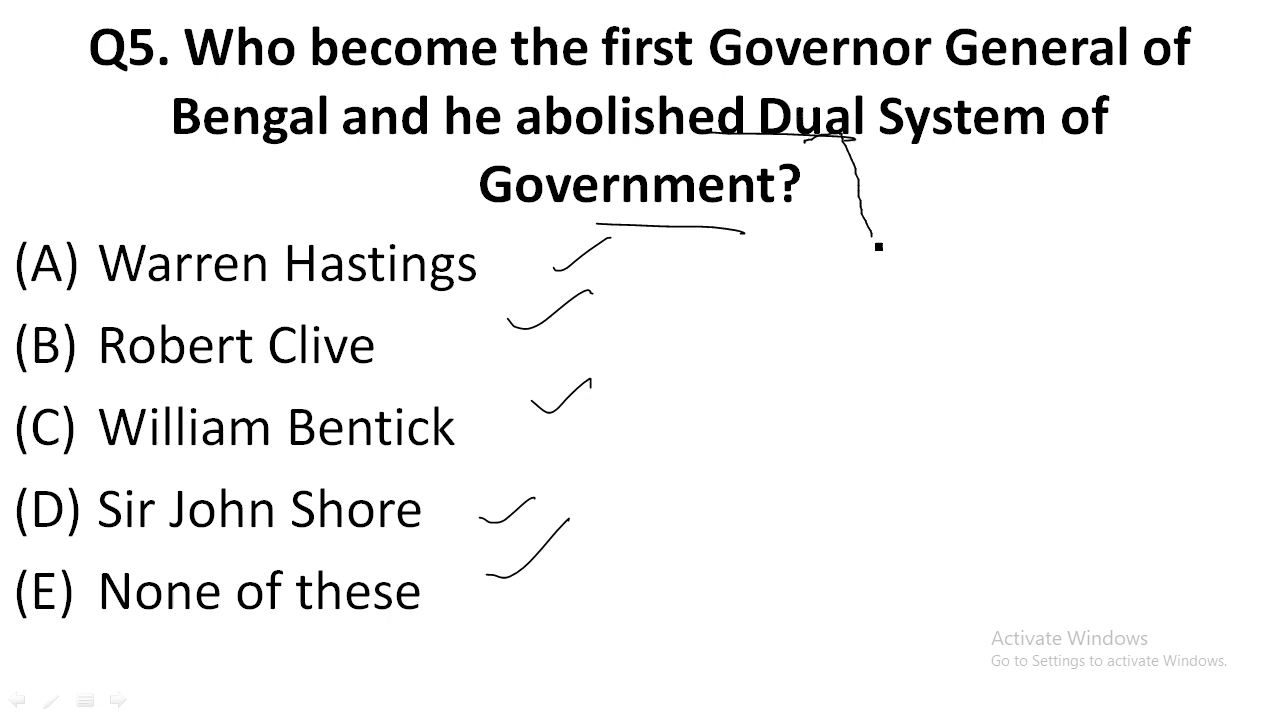 Q5. Who become the first Governor General of
Bengal and he abolished Dual System of
Government?
(A) Warren Hastings
(B) Robert Clive
(C) William Bentick
(D) Sir John Shore
(E) None of these
Activate Windows
Go to Settings to activate Windows.